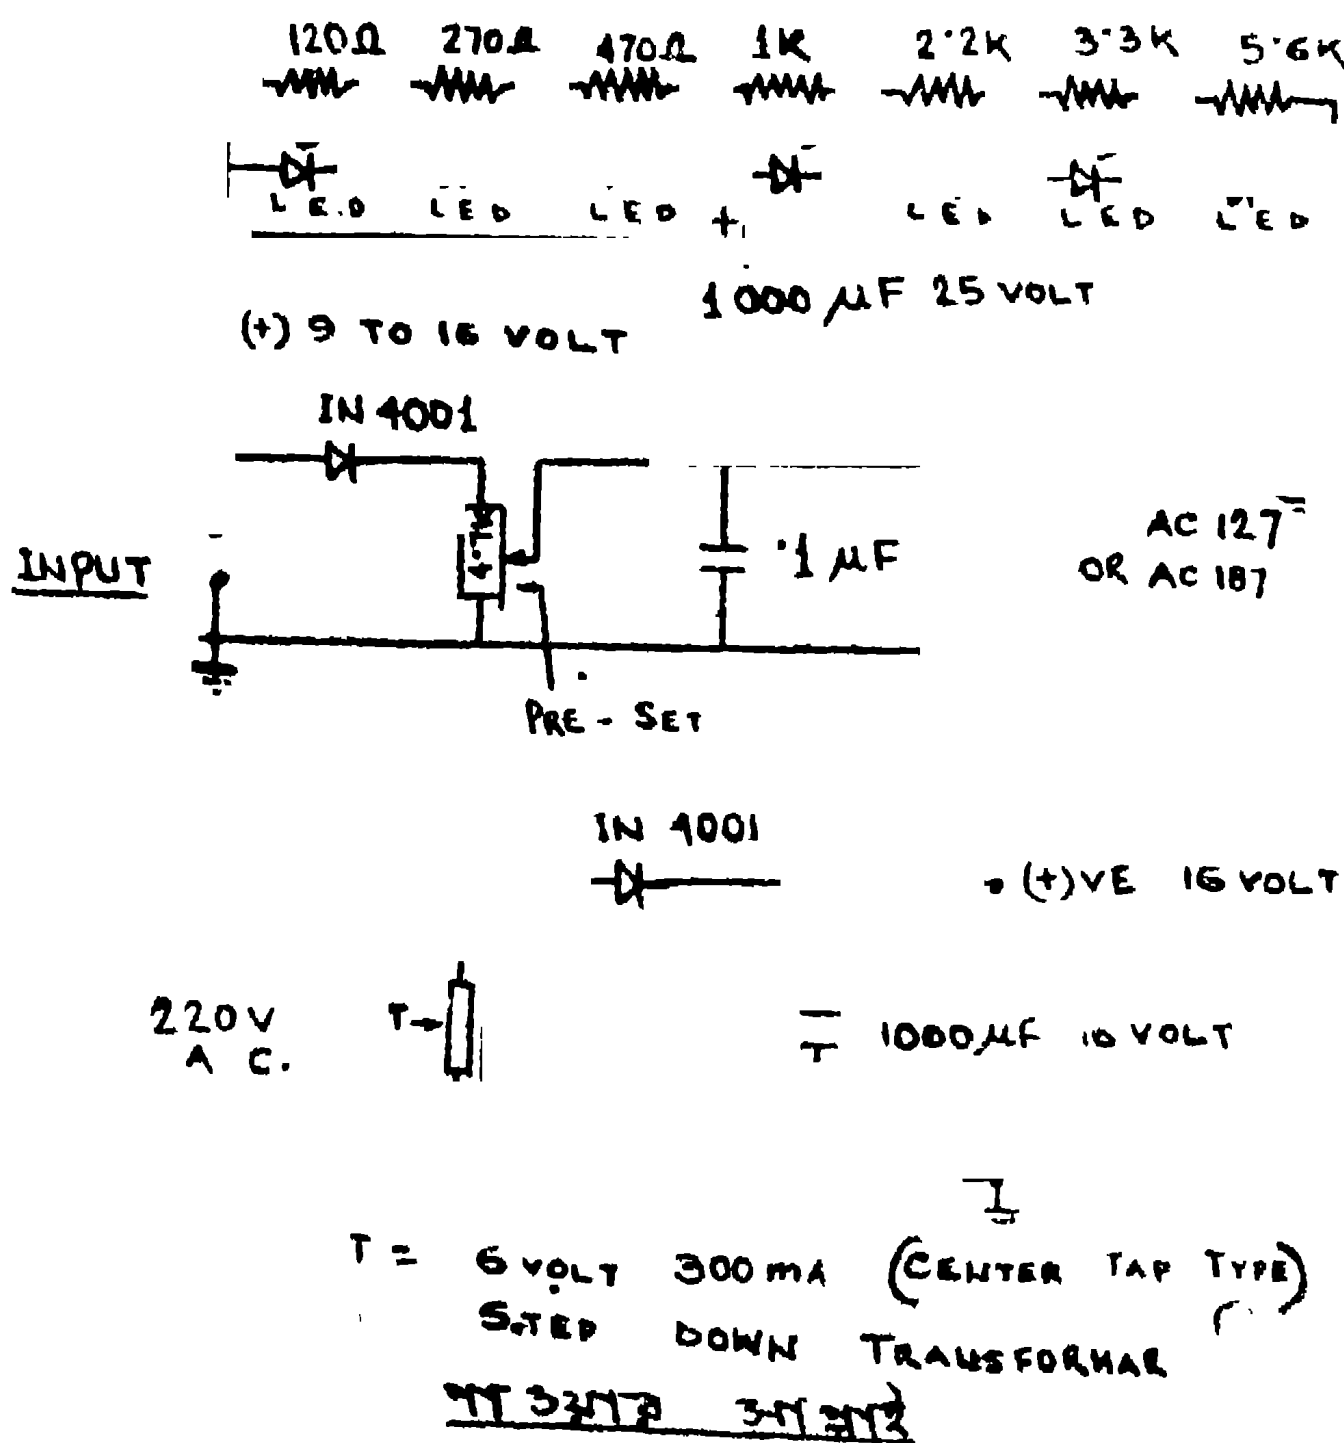 120Ω 270Ω 470Ω 1K 2·2K 3·3K 5·6K
LED LED LED + LED LED LED
1000 μF 25 VOLT
(+) 9 TO 16 VOLT
IN 4001
INPUT
·1 μF
AC 127
OR AC 187
PRE - SET
IN 4001
(+)VE 16 VOLT
220V
A C.
T
1000μF 10 VOLT
T = 6 VOLT 300 mA (CENTER TAP TYPE)
STEP DOWN TRANSFORMAR